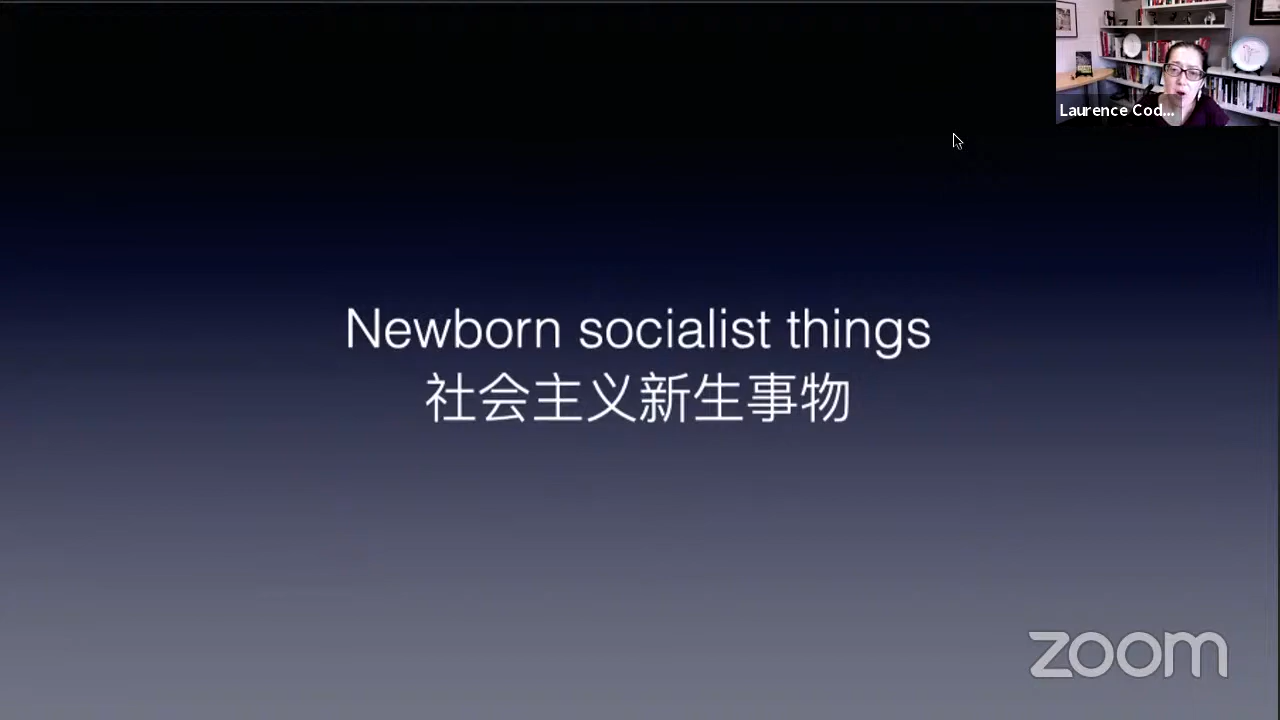 Laurence Cod...
Newborn socialist things
社会主义新生事物
zoom